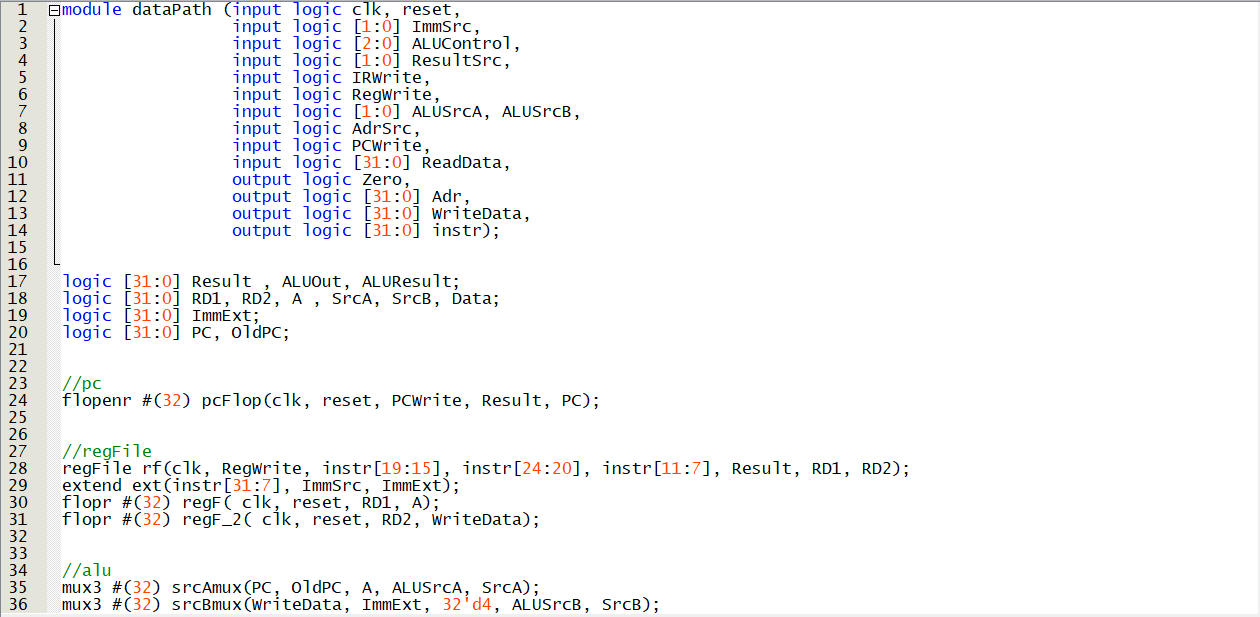 1 module dataPath (input logic clk, reset,
2 input logic [1:0] ImmSrc,
3 input logic [2:0] ALUControl,
4 input logic [1:0] ResultSrc,
5 input logic IRWrite,
6 input logic RegWrite,
7 input logic [1:0] ALUSrcA, ALUSrcB,
8 input logic AdrSrc,
9 input logic PCWrite,
10 input logic [31:0] ReadData,
11 output logic Zero,
12 output logic [31:0] Adr,
13 output logic [31:0] WriteData,
14 output logic [31:0] instr);
15
16
17 logic [31:0] Result , ALUOut, ALUResult;
18 logic [31:0] RD1, RD2, A , SrcA, SrcB, Data;
19 logic [31:0] ImmExt;
20 logic [31:0] PC, OldPC;
21
22
23 //pc
24 flopenr #(32) pcFlop(clk, reset, PCWrite, Result, PC);
25
26
27 //regFile
28 regFile rf(clk, RegWrite, instr[19:15], instr[24:20], instr[11:7], Result, RD1, RD2);
29 extend ext(instr[31:7], ImmSrc, ImmExt);
30 flopr #(32) regF( clk, reset, RD1, A);
31 flopr #(32) regF_2( clk, reset, RD2, WriteData);
32
33
34 //alu
35 mux3 #(32) srcAmux(PC, OldPC, A, ALUSrcA, SrcA);
36 mux3 #(32) srcBmux(WriteData, ImmExt, 32'd4, ALUSrcB, SrcB);